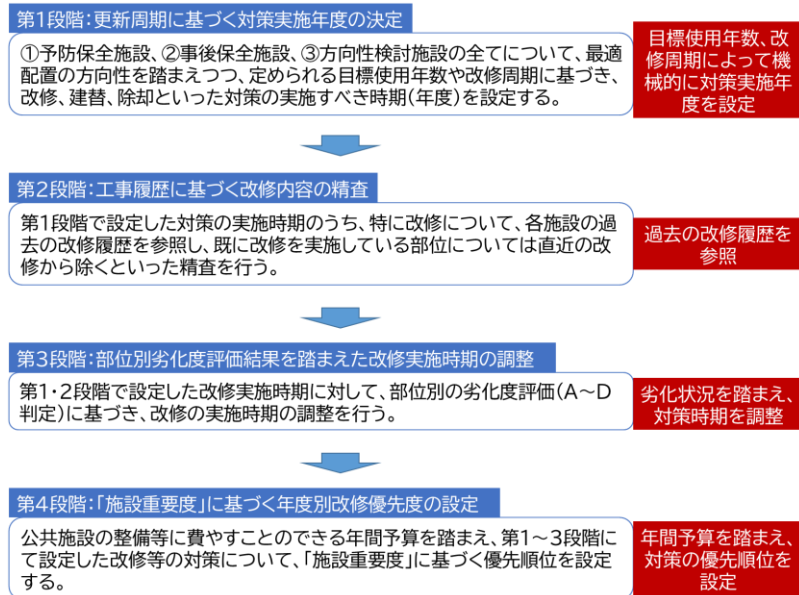 第1段階:更新周期に基づく対策実施年度の決定
①予防保全施設、②事後保全施設、③方向性検討施設の全てについて、最適
配置の方向性を踏まえつつ、定められる目標使用年数や改修周期に基づき、
改修、建替、除却といった対策の実施すべき時期(年度)を設定する。
目標使用年数、改
修周期によって機
械的に対策実施年
度を設定
第2段階:工事履歴に基づく改修内容の精査
第1段階で設定した対策の実施時期のうち、特に改修について、各施設の過
去の改修履歴を参照し、既に改修を実施している部位については直近の改
修から除くといった精査を行う。
過去の改修履歴を
参照
第3段階:部位別劣化度評価結果を踏まえた改修実施時期の調整
第1・2段階で設定した改修実施時期に対して、部位別の劣化度評価(A~D
判定)に基づき、改修の実施時期の調整を行う。
劣化状況を踏まえ、
対策時期を調整
第4段階:「施設重要度」に基づく年度別改修優先度の設定
公共施設の整備等に費やすことのできる年間予算を踏まえ、第1~3段階に
て設定した改修等の対策について、「施設重要度」に基づく優先順位を設定
する。
年間予算を踏まえ、
対策の優先順位を
設定